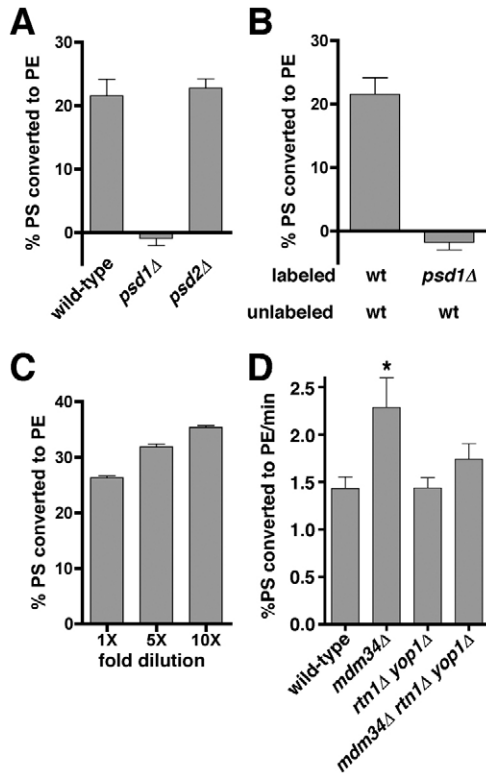 A
% PS converted to PE
30
20
10
0
wild-type
psd1Δ
psd2Δ
B
% PS converted to PE
30
20
10
0
labeled wt psd1Δ
unlabeled wt wt
C
% PS converted to PE
40
30
20
10
0
1X 5X 10X
fold dilution
D
%PS converted to PE/min
2.5
2.0
1.5
1.0
0.5
0.0
*
wild-type
mdm34Δ
rtn1Δ yop1Δ
mdm34Δ rtn1Δ yop1Δ